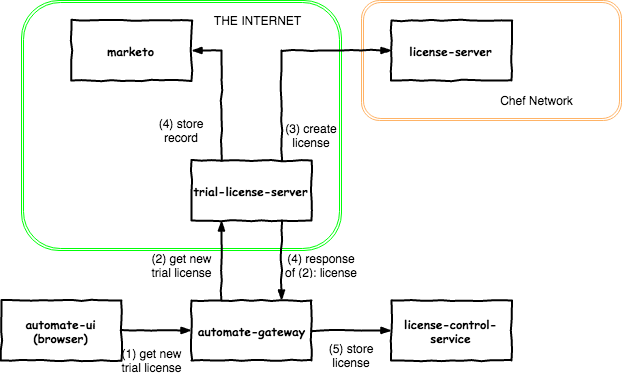 THE INTERNET
marketo
license-server
Chef Network
(4) store
record
(3) create
license
trial-license-server
(2) get new
trial license
(4) response
of (2): license
automate-ui
(browser)
automate-gateway
license-control-
service
(1) get new
trial license
(5) store
license